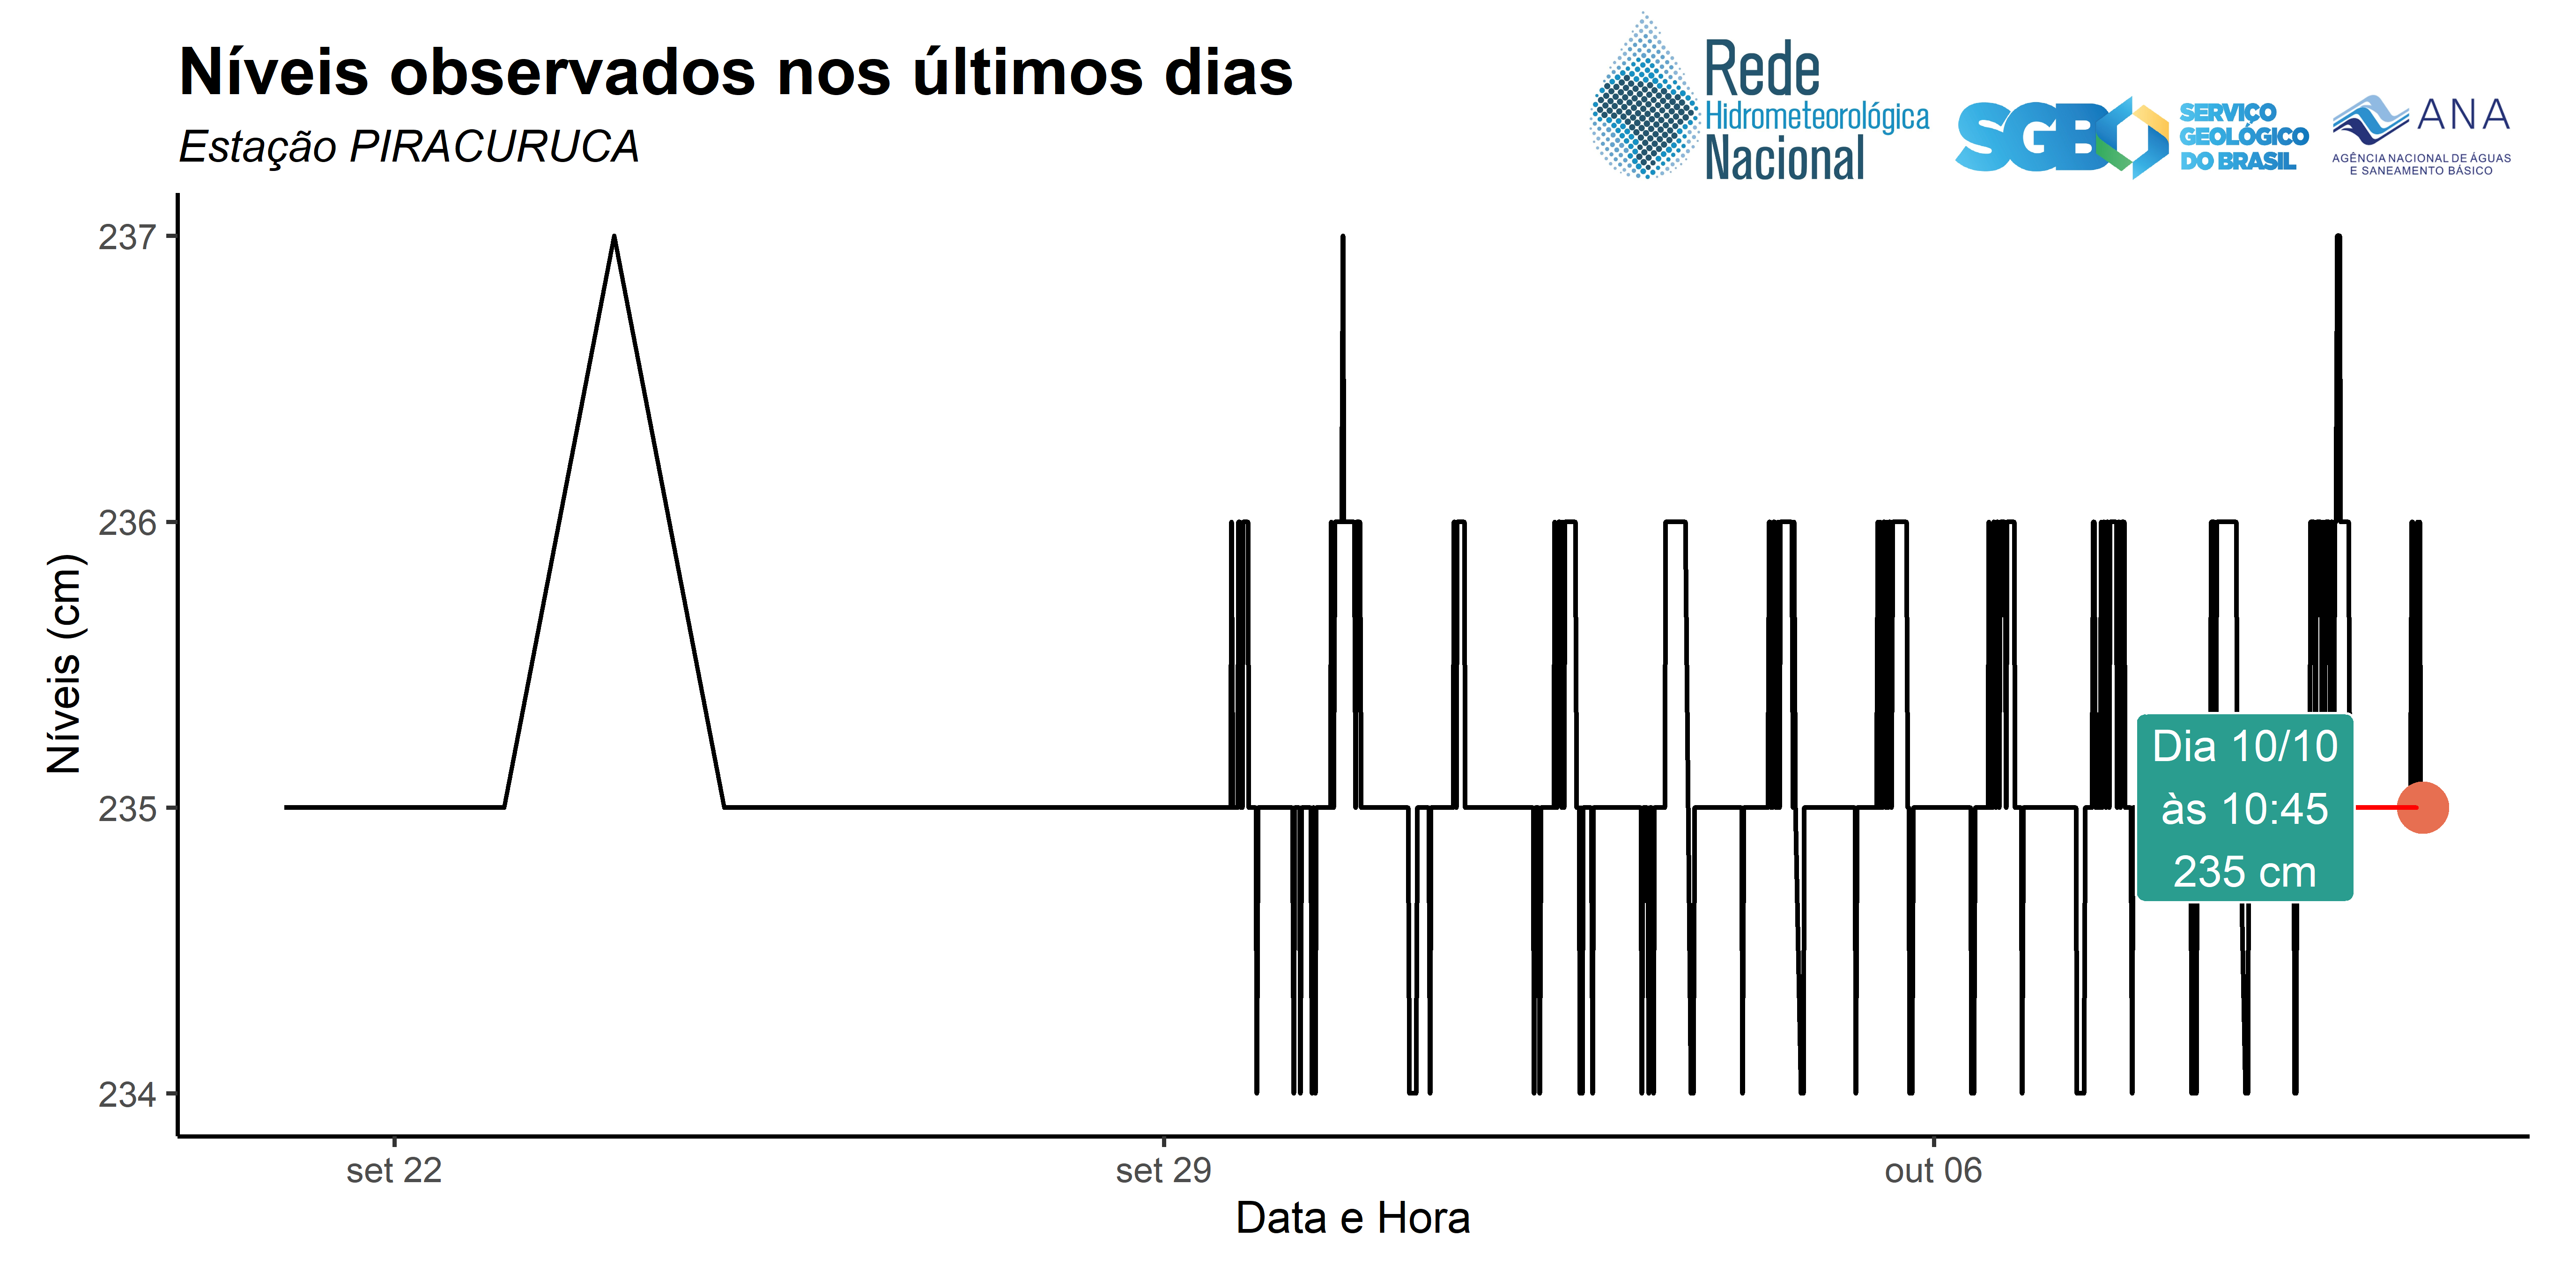 Níveis observados nos últimos dias
Estação PIRACURUCA
Rede
Hidrometeorológica
Nacional
SGB
SERVIÇO
GEOLÓGICO
DO BRASIL
ANA
AGÊNCIA NACIONAL DE ÁGUAS
E SANEAMENTO BÁSICO
Níveis (cm)
237
236
235
234
Dia 10/10
às 10:45
235 cm
set 22
set 29
out 06
Data e Hora